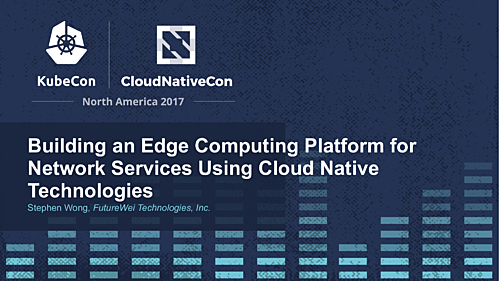 KubeCon
CloudNativeCon
North America 2017
Building an Edge Computing Platform for
Network Services Using Cloud Native
Technologies
Stephen Wong, FutureWei Technologies, Inc.